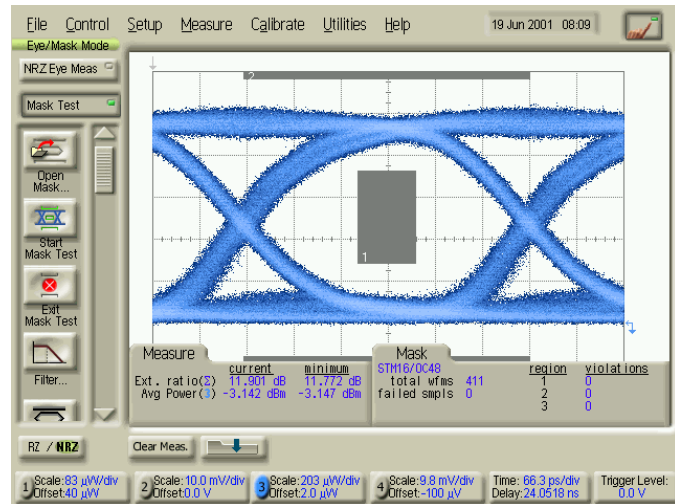 File Control Setup Measure Calibrate Utilities Help 19 Jun 2001 08:09
Eye/Mask Mode
NRZ Eye Meas
Mask Test
Open
Mask...
Start
Mask Test
Exit
Mask Test
Filter...
2
1
Measure
current minimum
Ext. ratio(Σ) 11.901 dB 11.772 dB
Avg Power(3) -3.142 dBm -3.147 dBm
Mask
STM16/OC48 region violations
total wfms 411 1 0
failed smpls 0 2 0
3 0
RZ / NRZ
Clear Meas.
1 Scale:83 µW/div
Offset:40 µW
2 Scale:10.0 mV/div
Offset:0.0 V
3 Scale:203 µW/div
Offset:2.0 µW
4 Scale:9.8 mV/div
Offset:-100 µV
Time: 66.3 ps/div
Delay:24.0518 ns
Trigger Level:
0.0 V